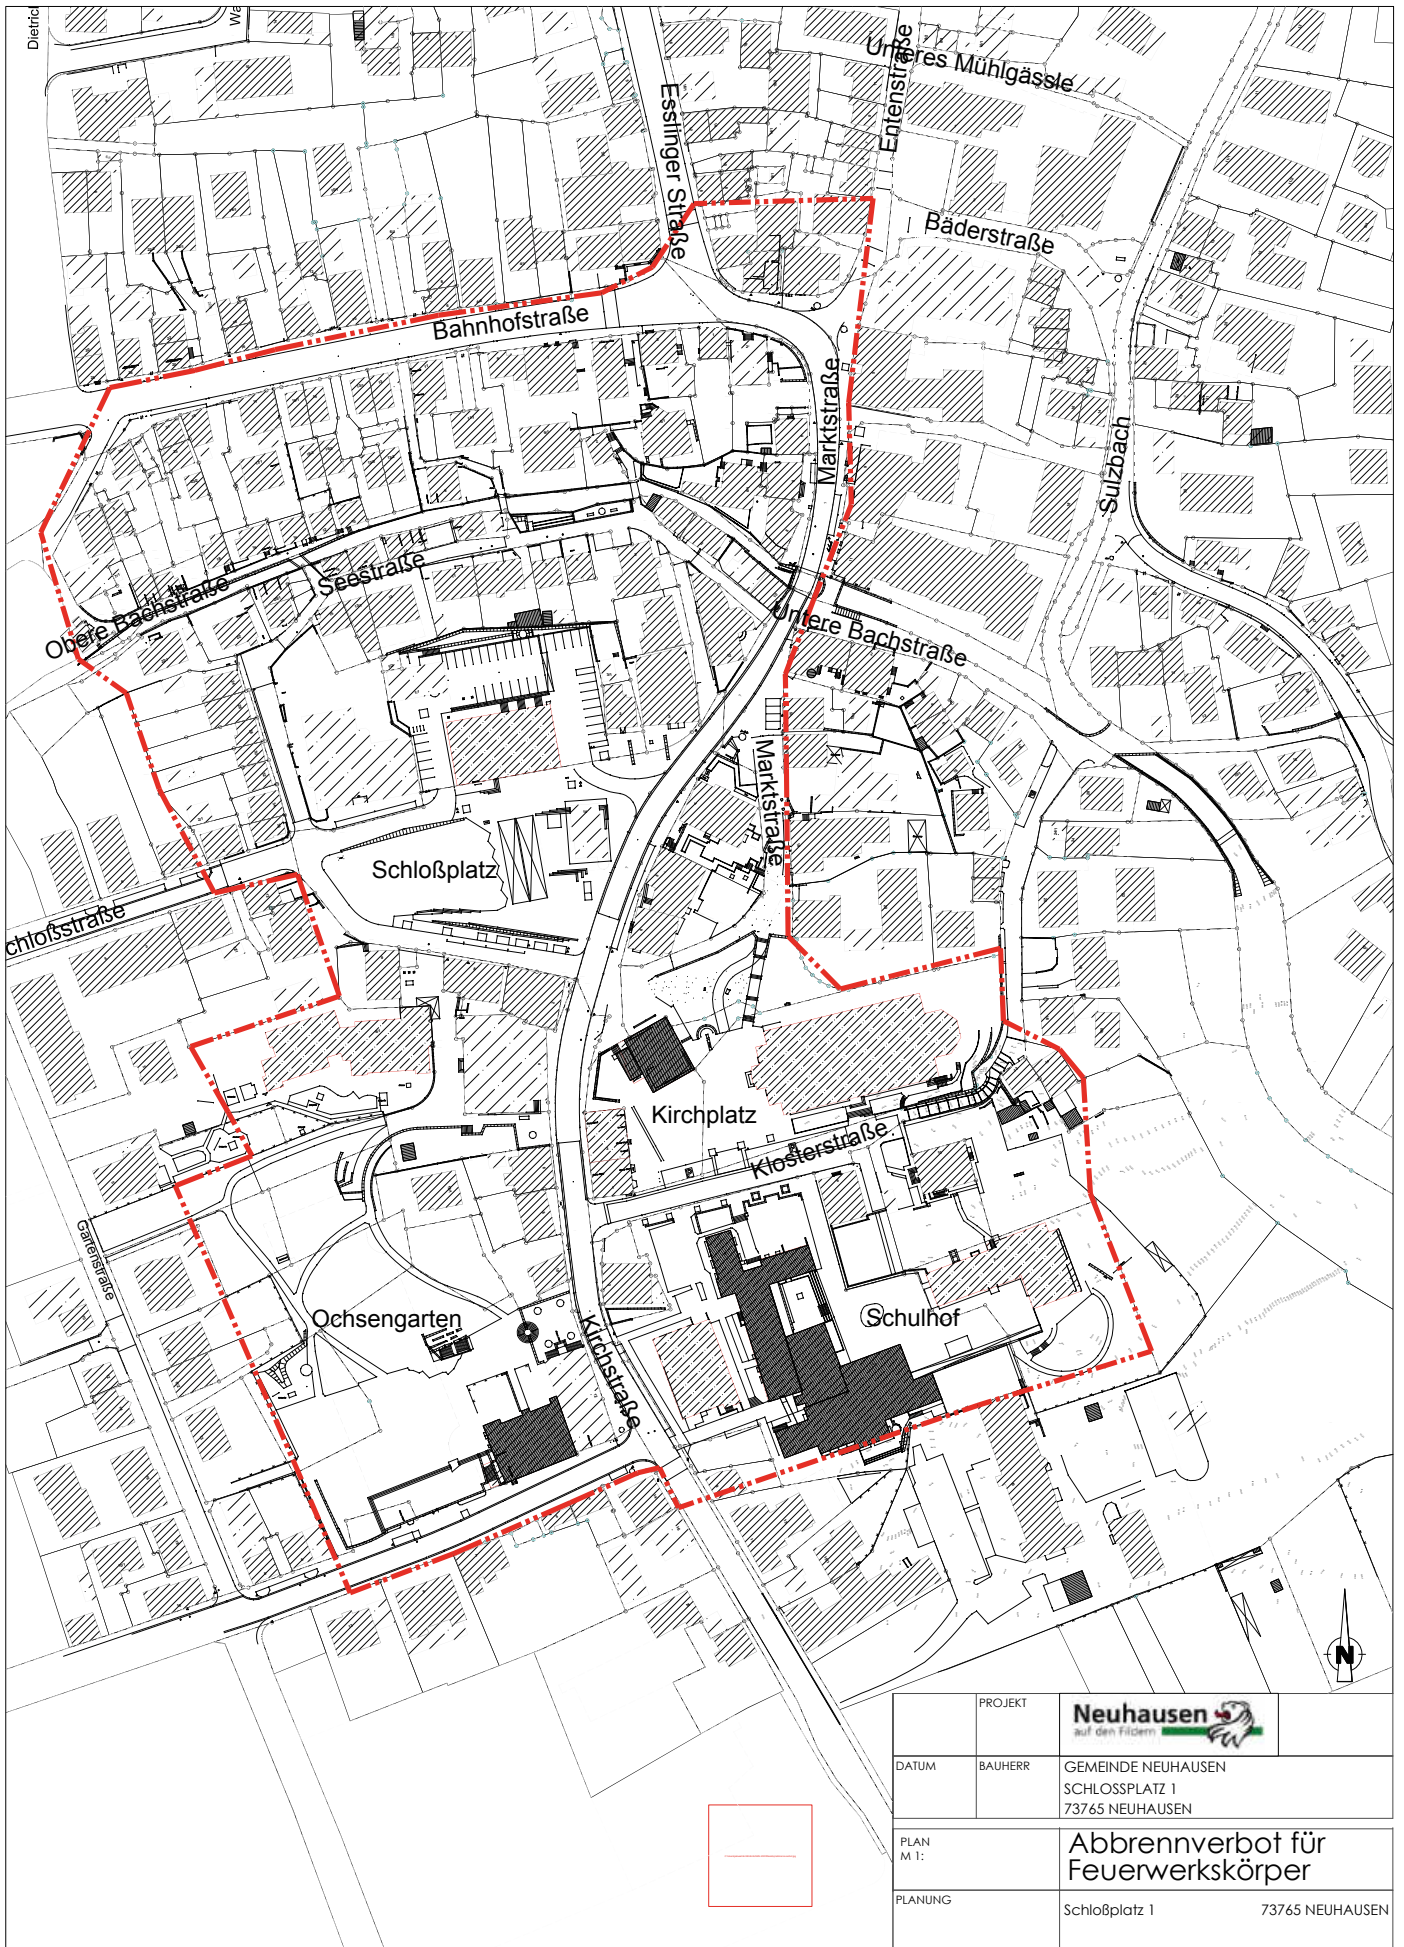 Dietrich
Wa
Unteres Mühlgässle
Entenstraße
Esslinger Straße
Bäderstraße
Bahnhofstraße
Marktstraße
Sulzbach
Seestraße
Obere Bachstraße
Untere Bachstraße
Marktstraße
Schloßplatz
chloßstraße
Kirchplatz
Klosterstraße
Gartenstraße
Ochsengarten
Schulhof
Kirchstraße
N
PROJEKT
Neuhausen
auf den Fildern
DATUM
BAUHERR
GEMEINDE NEUHAUSEN
SCHLOSSPLATZ 1
73765 NEUHAUSEN
PLAN
M 1:
Abbrennverbot für
Feuerwerkskörper
PLANUNG
Schloßplatz 1 73765 NEUHAUSEN